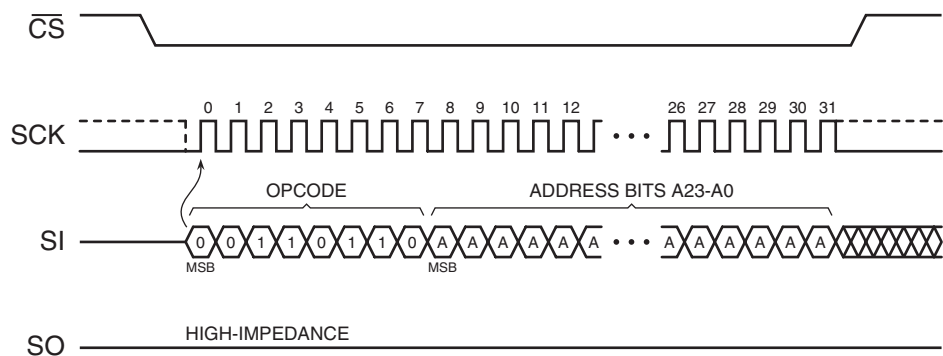 CS
0 1 2 3 4 5 6 7 8 9 10 11 12 26 27 28 29 30 31
SCK
OPCODE ADDRESS BITS A23-A0
SI 0 0 1 1 0 1 1 0 A A A A A A A A A A A A
MSB MSB
HIGH-IMPEDANCE
SO